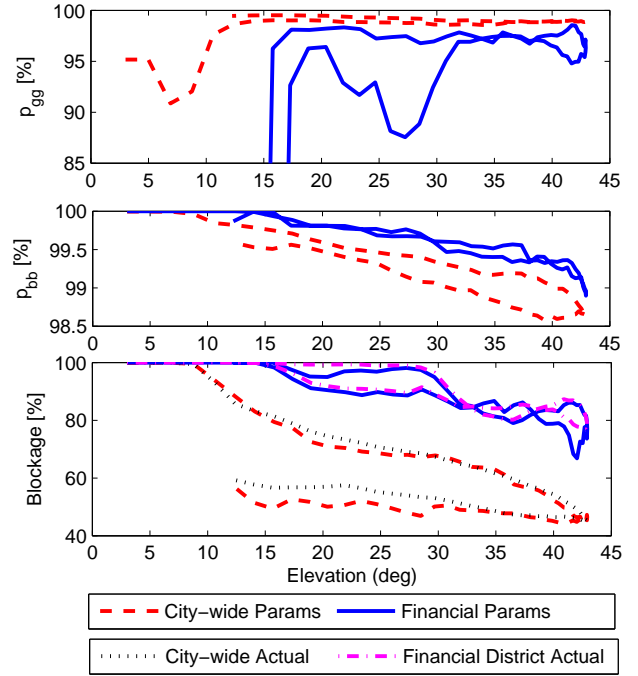 100
95
90
85
p_gg [%]
0 5 10 15 20 25 30 35 40 45
100
99.5
99
98.5
p_bb [%]
0 5 10 15 20 25 30 35 40 45
100
80
60
40
Blockage [%]
0 5 10 15 20 25 30 35 40 45
Elevation (deg)
City-wide Params Financial Params
City-wide Actual Financial District Actual